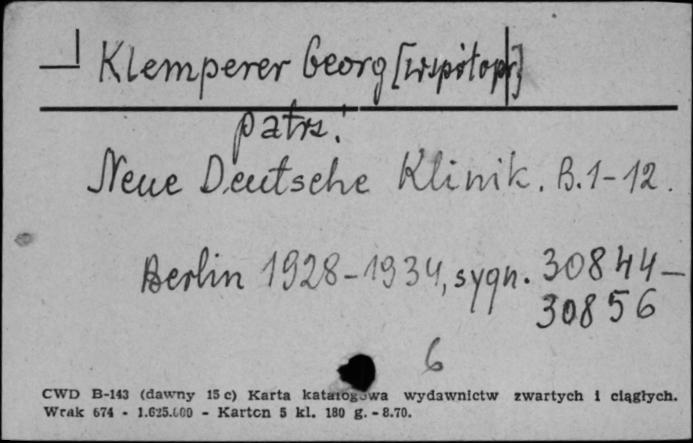 Klemperer Georg [współopr]
patrz:
Neue Deutsche Klinik. B.1-12.
Berlin 1928-1934, sygn. 30844-
30856
6
CWD B-143 (dawny 15 c) Karta katalogowa wydawnictw zwartych i ciągłych.
Wrak 674 - 1.625.000 - Karton 5 kl. 180 g. - 8.70.